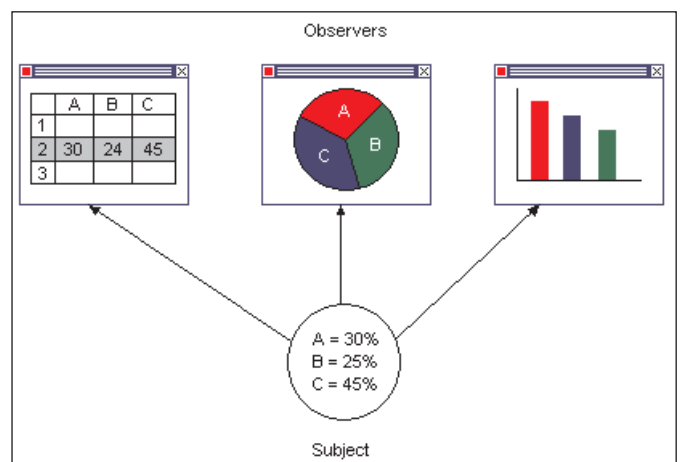 Observers
A B C
1
2 30 24 45
3
A
B
C
A = 30%
B = 25%
C = 45%
Subject